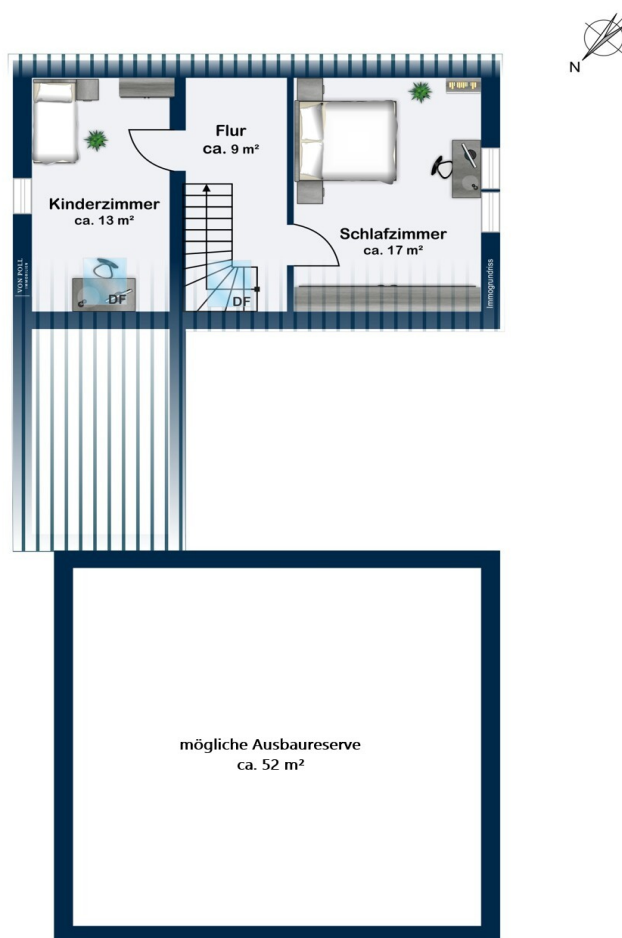 N
Flur
ca. 9 m²
Kinderzimmer
ca. 13 m²
Schlafzimmer
ca. 17 m²
DF
DF
VON POLL
IMMOBILIEN
Immogrundriss
mögliche Ausbaureserve
ca. 52 m²